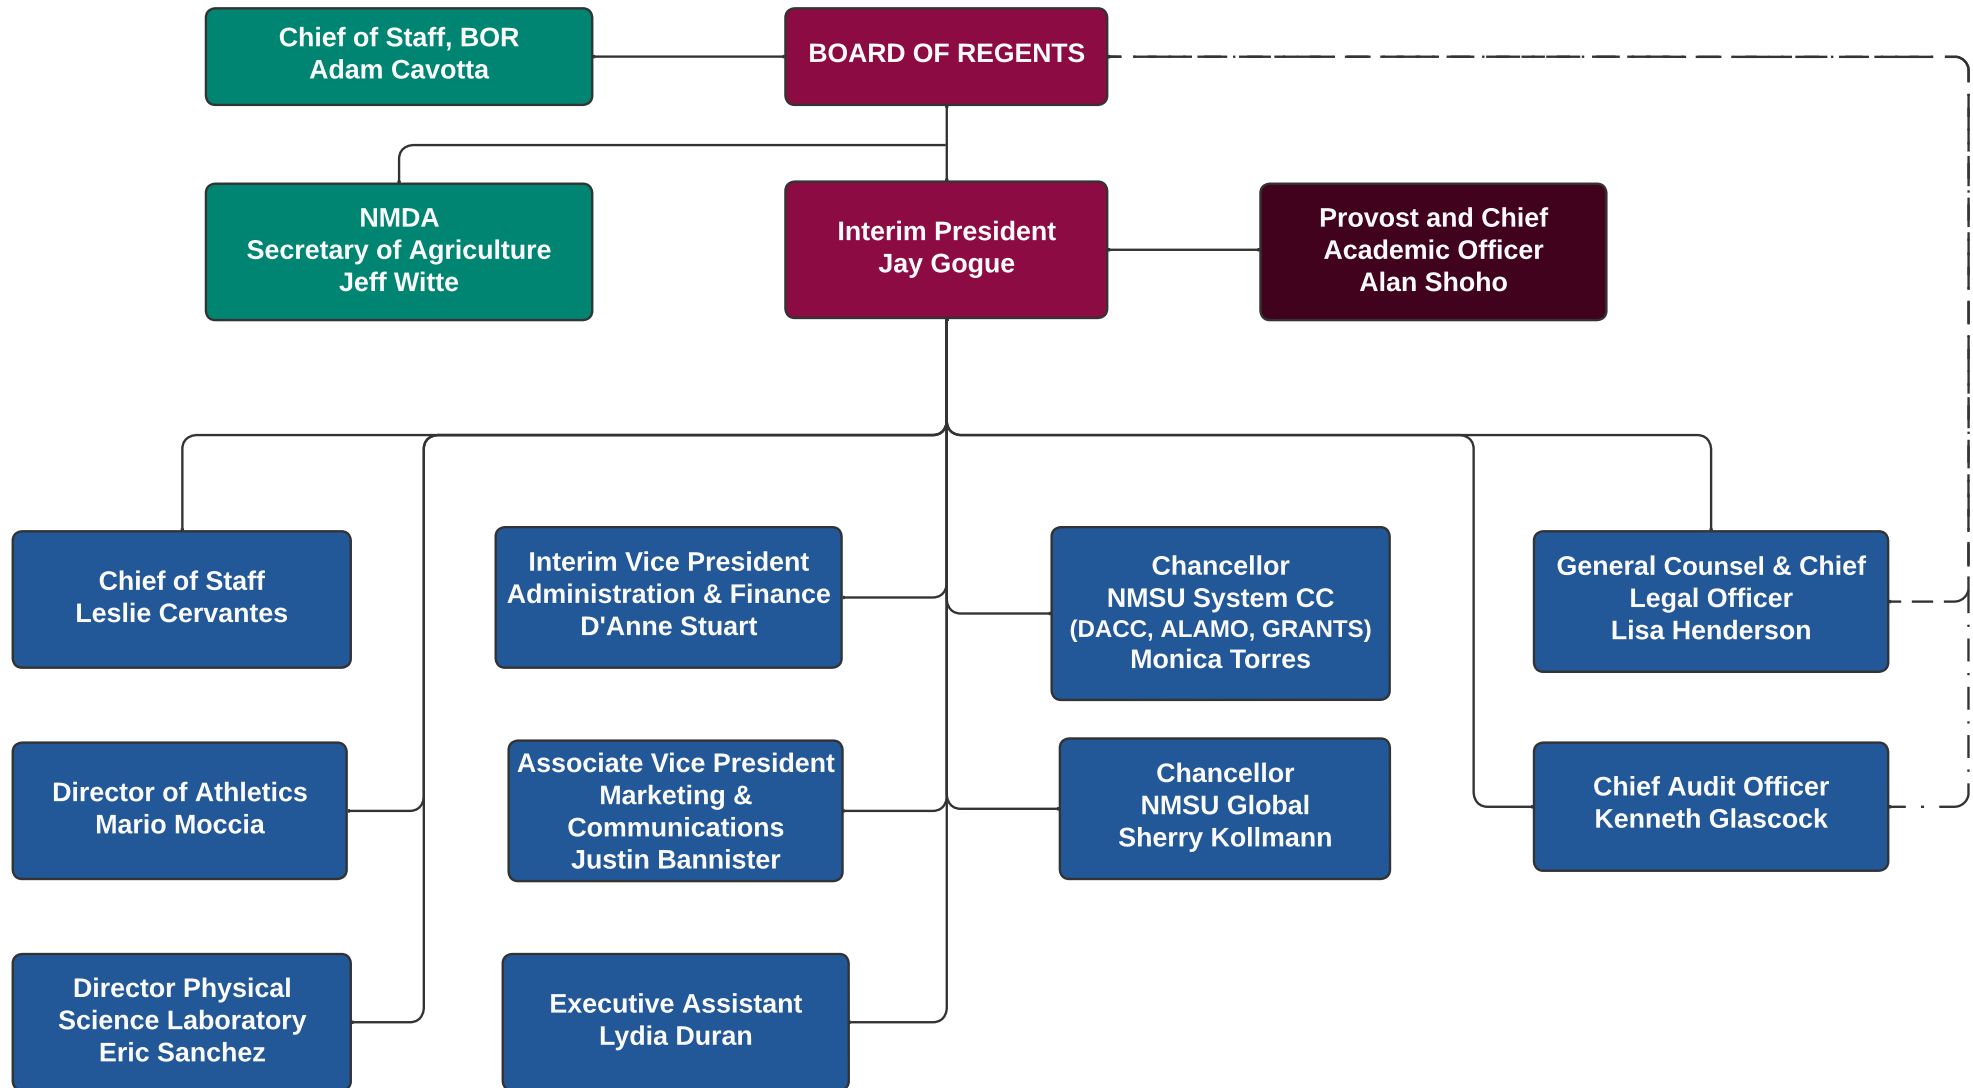 Chief of Staff, BOR
Adam Cavotta
BOARD OF REGENTS
NMDA
Secretary of Agriculture
Jeff Witte
Interim President
Jay Gogue
Provost and Chief
Academic Officer
Alan Shoho
Chief of Staff
Leslie Cervantes
Interim Vice President
Administration & Finance
D'Anne Stuart
Chancellor
NMSU System CC
(DACC, ALAMO, GRANTS)
Monica Torres
General Counsel & Chief
Legal Officer
Lisa Henderson
Director of Athletics
Mario Moccia
Associate Vice President
Marketing &
Communications
Justin Bannister
Chancellor
NMSU Global
Sherry Kollmann
Chief Audit Officer
Kenneth Glascock
Director Physical
Science Laboratory
Eric Sanchez
Executive Assistant
Lydia Duran